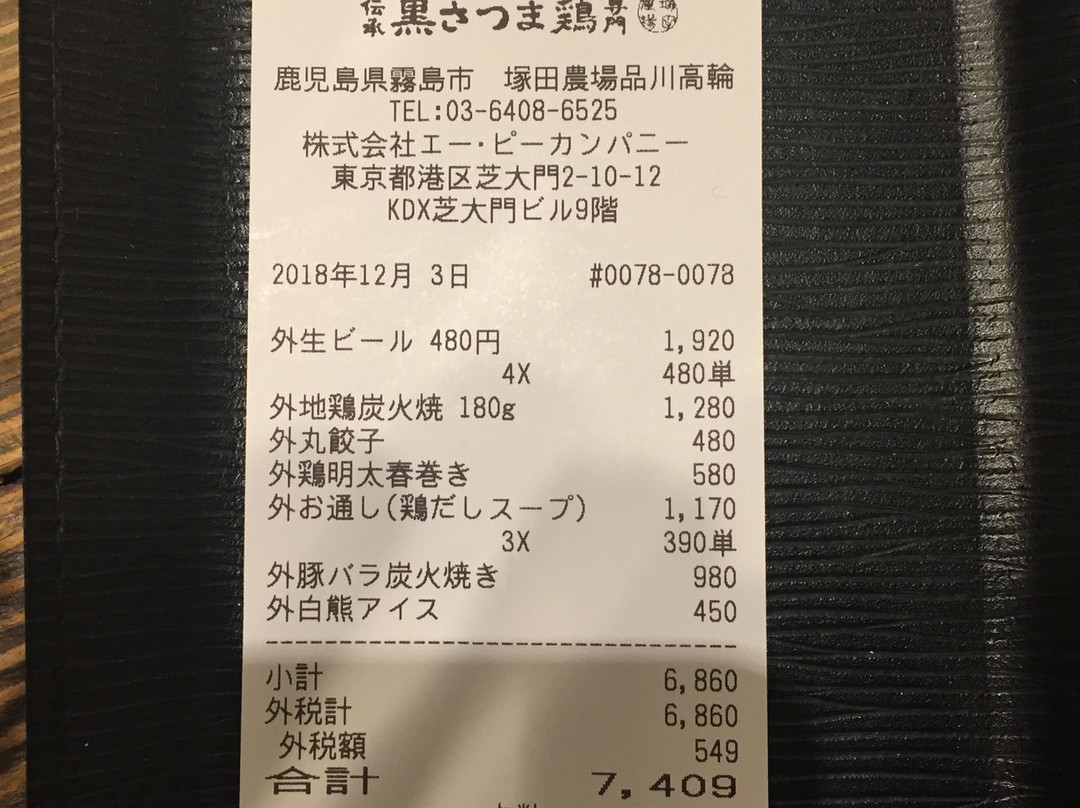 伝承 黒さつま鶏 専門
鹿児島県霧島市 塚田農場品川高輪
TEL:03-6408-6525
株式会社エー・ピーカンパニー
東京都港区芝大門2-10-12
KDX芝大門ビル9階
2018年12月 3日 #0078-0078
外生ビール 480円 1,920
4X 480単
外地鶏炭火焼 180g 1,280
外丸餃子 480
外鶏明太春巻き 580
外お通し(鶏だしスープ) 1,170
3X 390単
外豚バラ炭火焼き 980
外白熊アイス 450
小計 6,860
外税計 6,860
外税額 549
合計 7,409